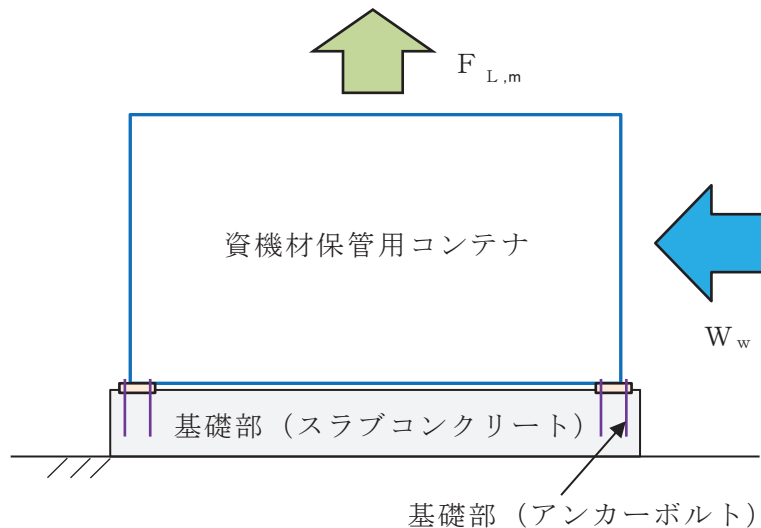 F L,m
資機材保管用コンテナ
Ww
基礎部（スラブコンクリート）
基礎部（アンカーボルト）